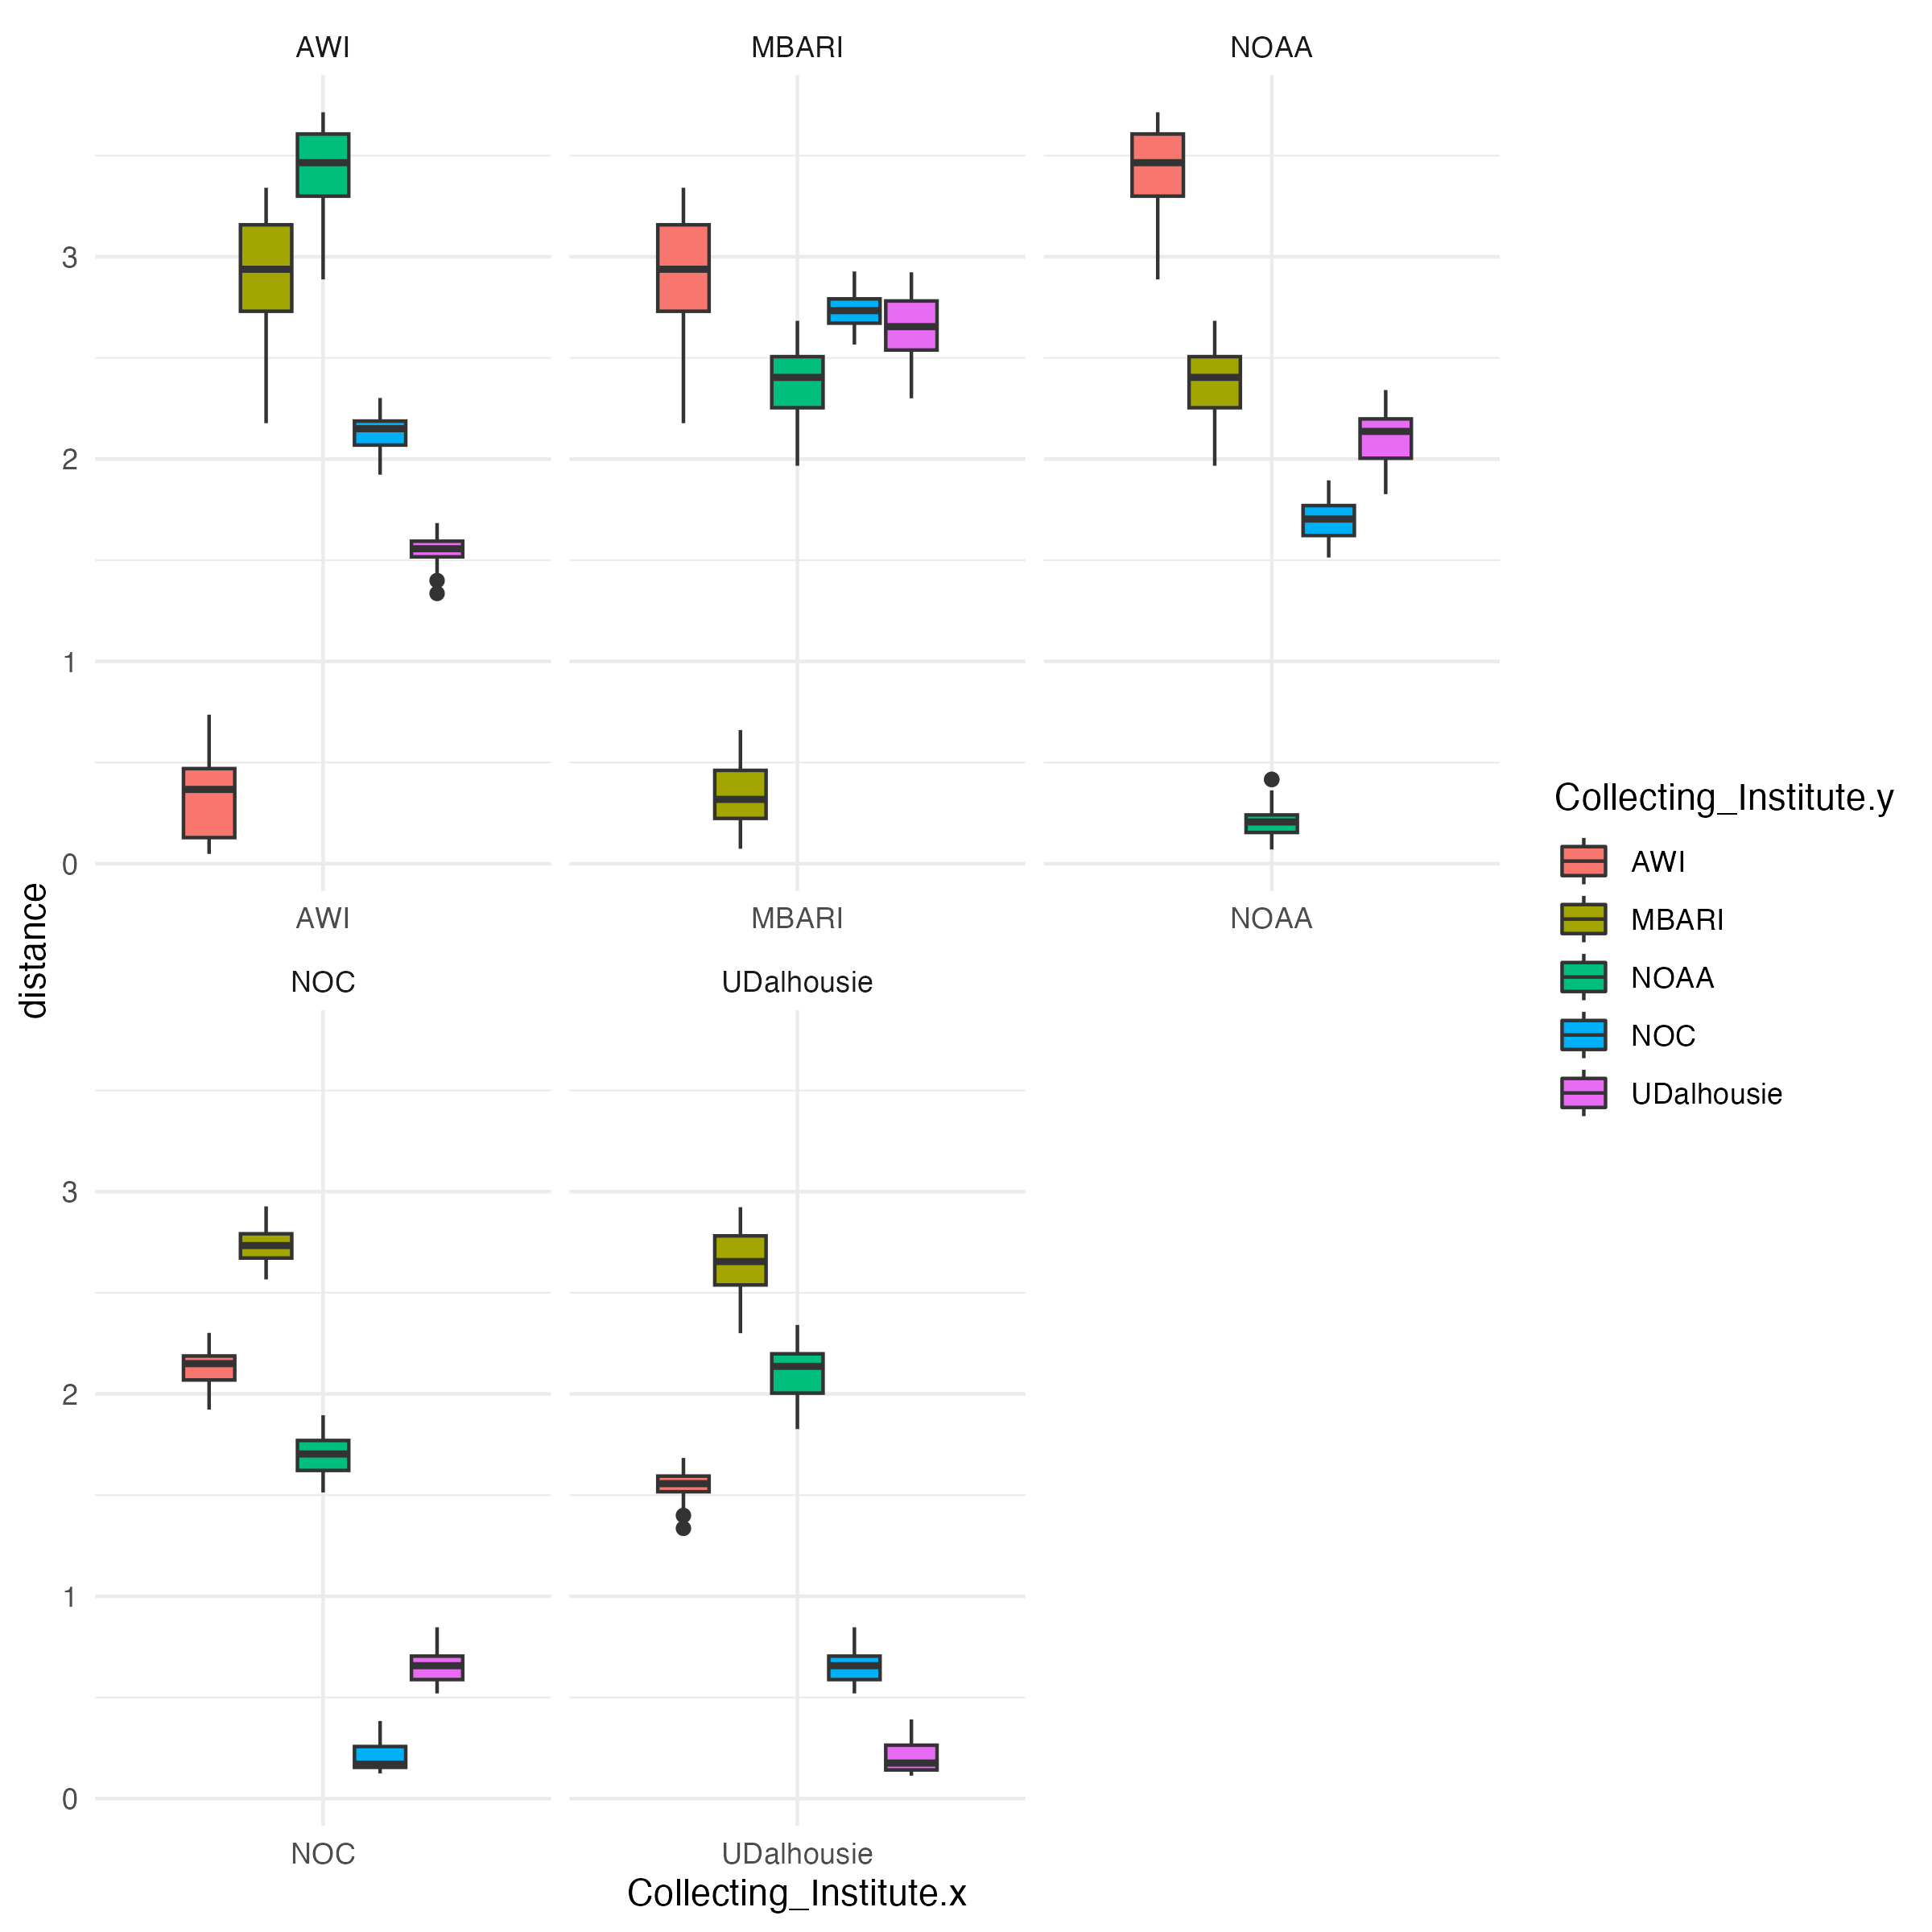 AWI
MBARI
NOAA
3
2
1
0
AWI
MBARI
NOAA
distance
NOC
UDalhousie
3
2
1
0
NOC
UDalhousie
Collecting_Institute.x
Collecting_Institute.y
AWI
MBARI
NOAA
NOC
UDalhousie